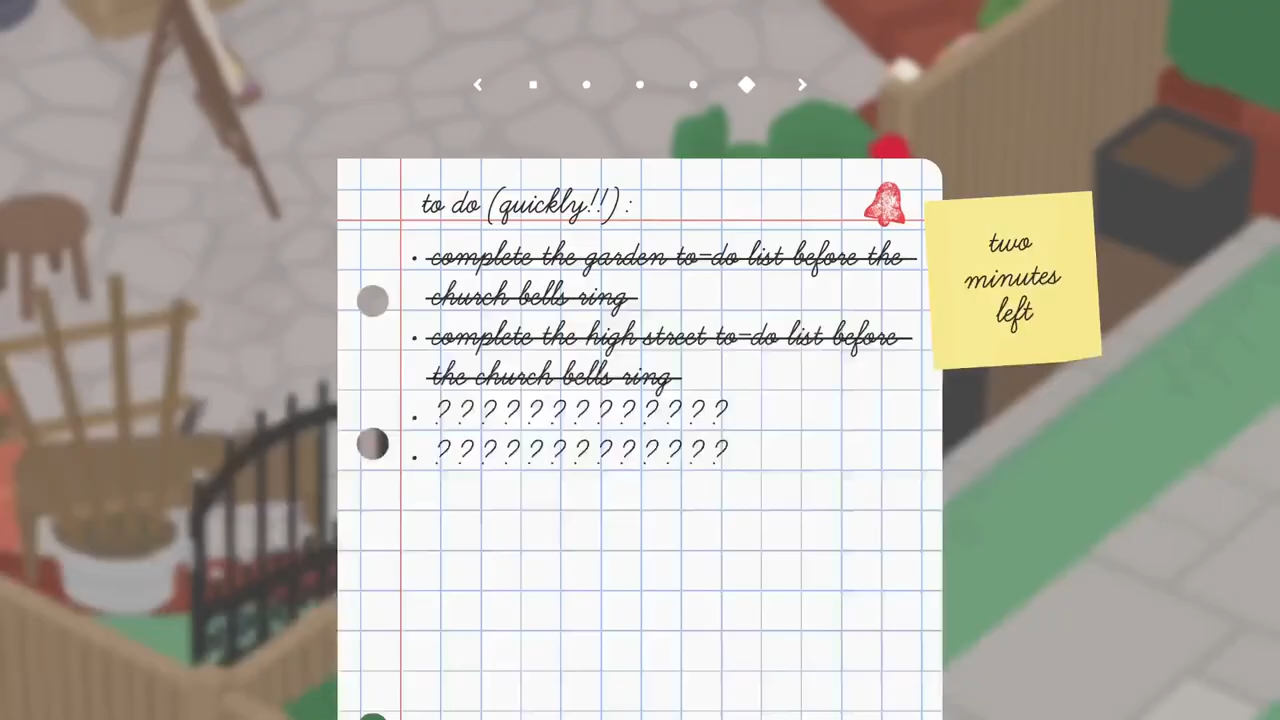 to do (quickly!!) :
• complete the garden to-do list before the
church bells ring
• complete the high street to-do list before
the church bells ring
• ? ? ? ? ? ? ? ? ? ? ? ? ?
• ? ? ? ? ? ? ? ? ? ? ? ? ?
two
minutes
left